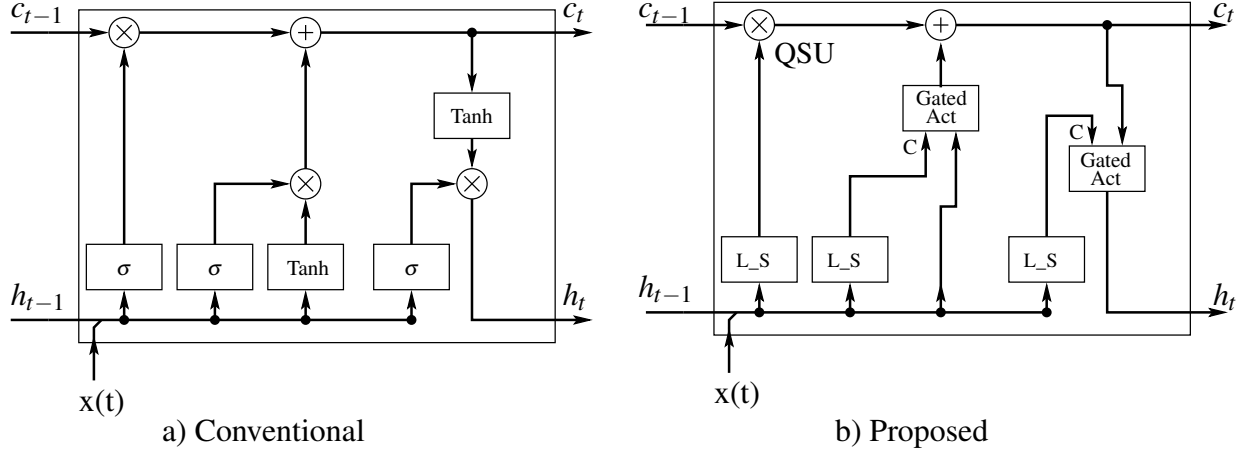 c_{t−1} c_t c_{t−1} c_t
× + × +
QSU
Tanh Gated Act
C C
× × Gated Act
σ σ Tanh σ L_S L_S L_S
h_{t−1} h_t h_{t−1} h_t
x(t) x(t)
a) Conventional b) Proposed